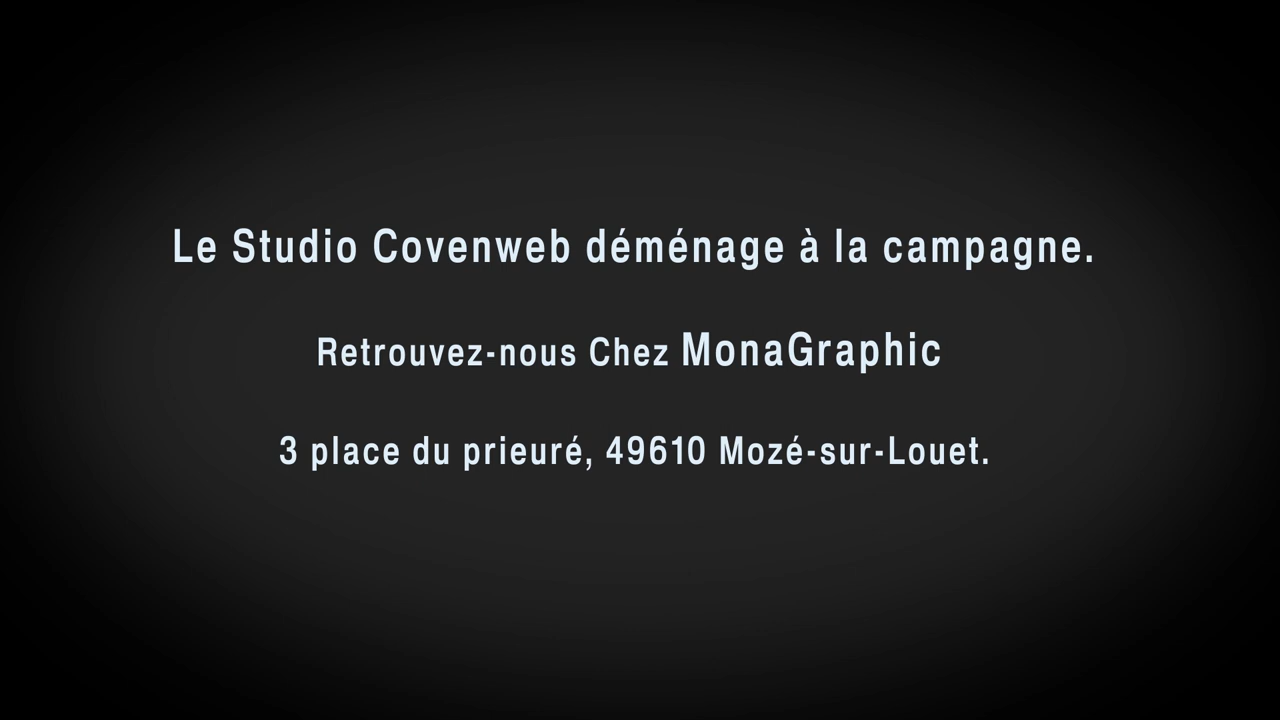 Le Studio Covenweb déménage à la campagne.
Retrouvez-nous Chez MonaGraphic
3 place du prieuré, 49610 Mozé-sur-Louet.